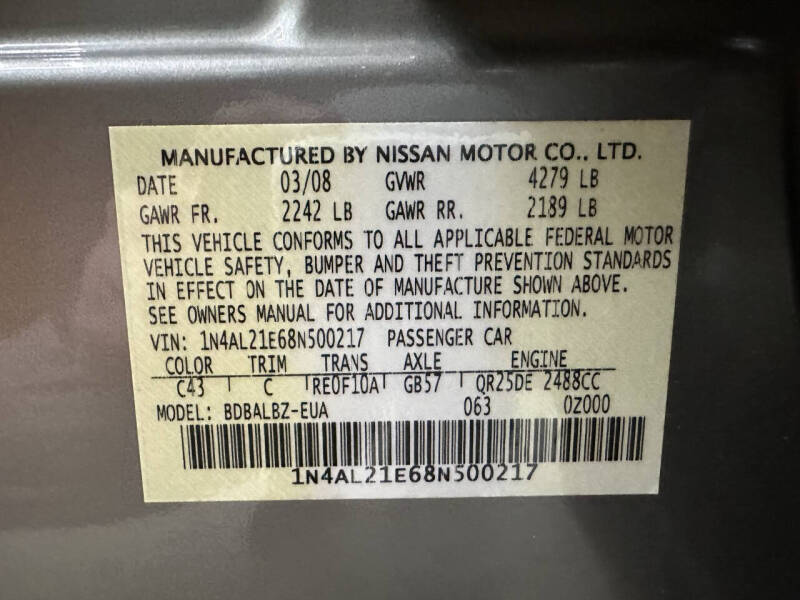 MANUFACTURED BY NISSAN MOTOR CO., LTD.
DATE 03/08 GVWR 4279 LB
GAWR FR. 2242 LB GAWR RR. 2189 LB
THIS VEHICLE CONFORMS TO ALL APPLICABLE FEDERAL MOTOR
VEHICLE SAFETY, BUMPER AND THEFT PREVENTION STANDARDS
IN EFFECT ON THE DATE OF MANUFACTURE SHOWN ABOVE.
SEE OWNERS MANUAL FOR ADDITIONAL INFORMATION.
VIN: 1N4AL21E68N500217 PASSENGER CAR
COLOR TRIM TRANS AXLE ENGINE
C43 C RE0F10A GB57 QR25DE 2488CC
MODEL: BDBALBZ-EUA 063 0Z000
1N4AL21E68N500217